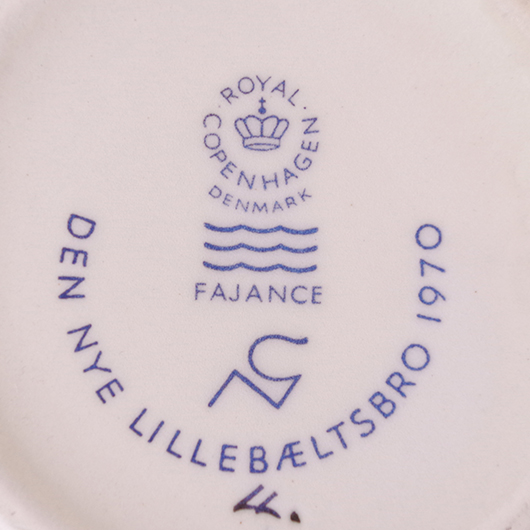 ROYAL
COPENHAGEN
DENMARK
FAJANCE
DEN NYE LILLEBÆLTSBRO 1970